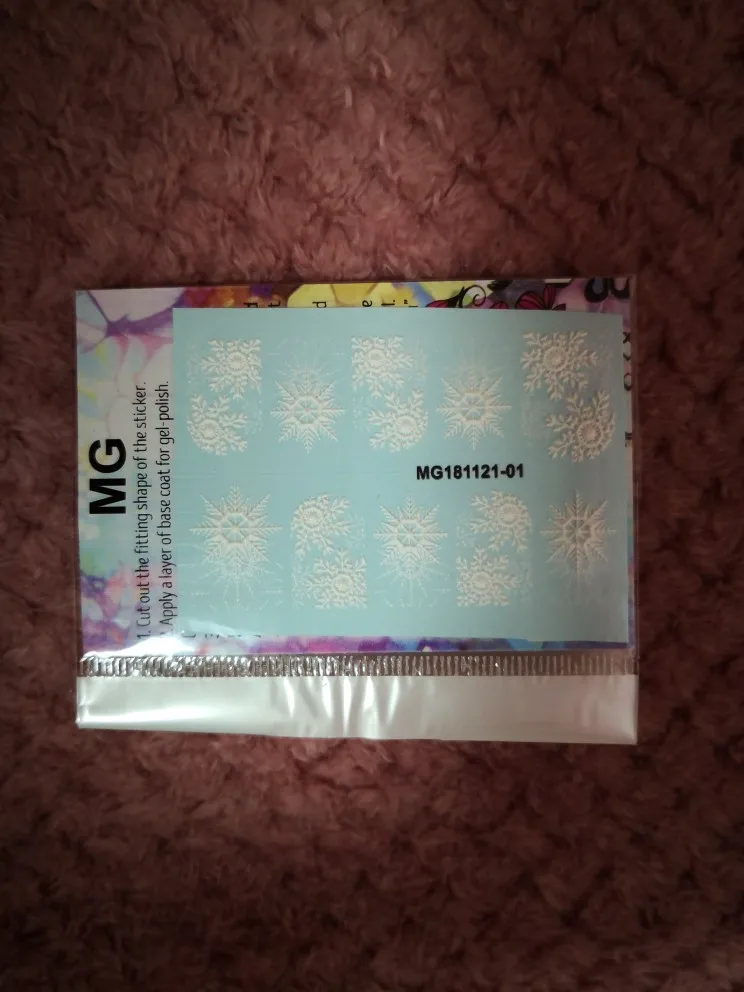 MG
1. Cut out the fitting shape of the sticker.
Apply a layer of base coat for gel-polish.
MG181121-01